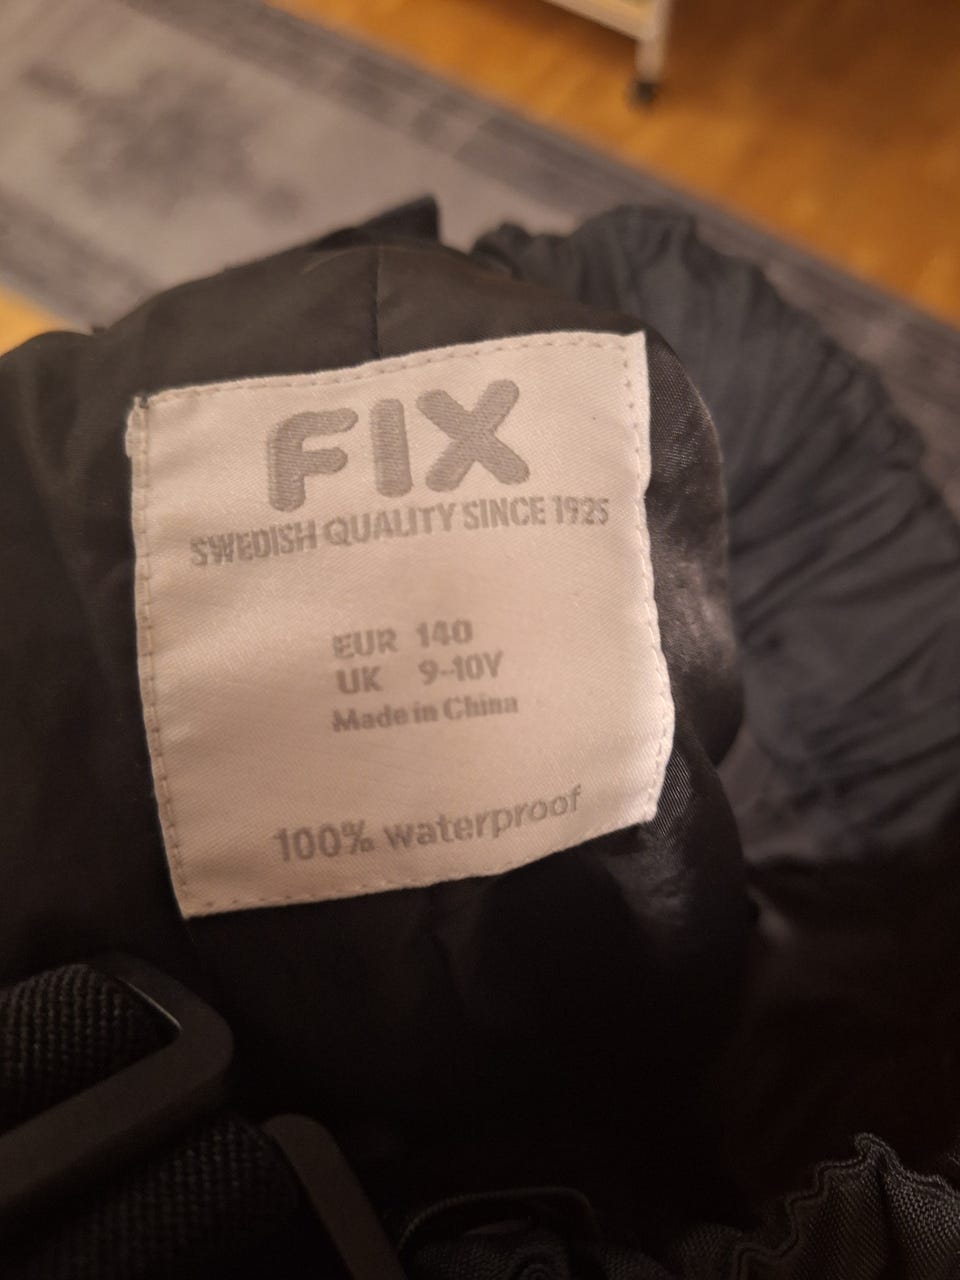 FIX
SWEDISH QUALITY SINCE 1925
EUR 140
UK 9-10Y
Made in China
100% waterproof